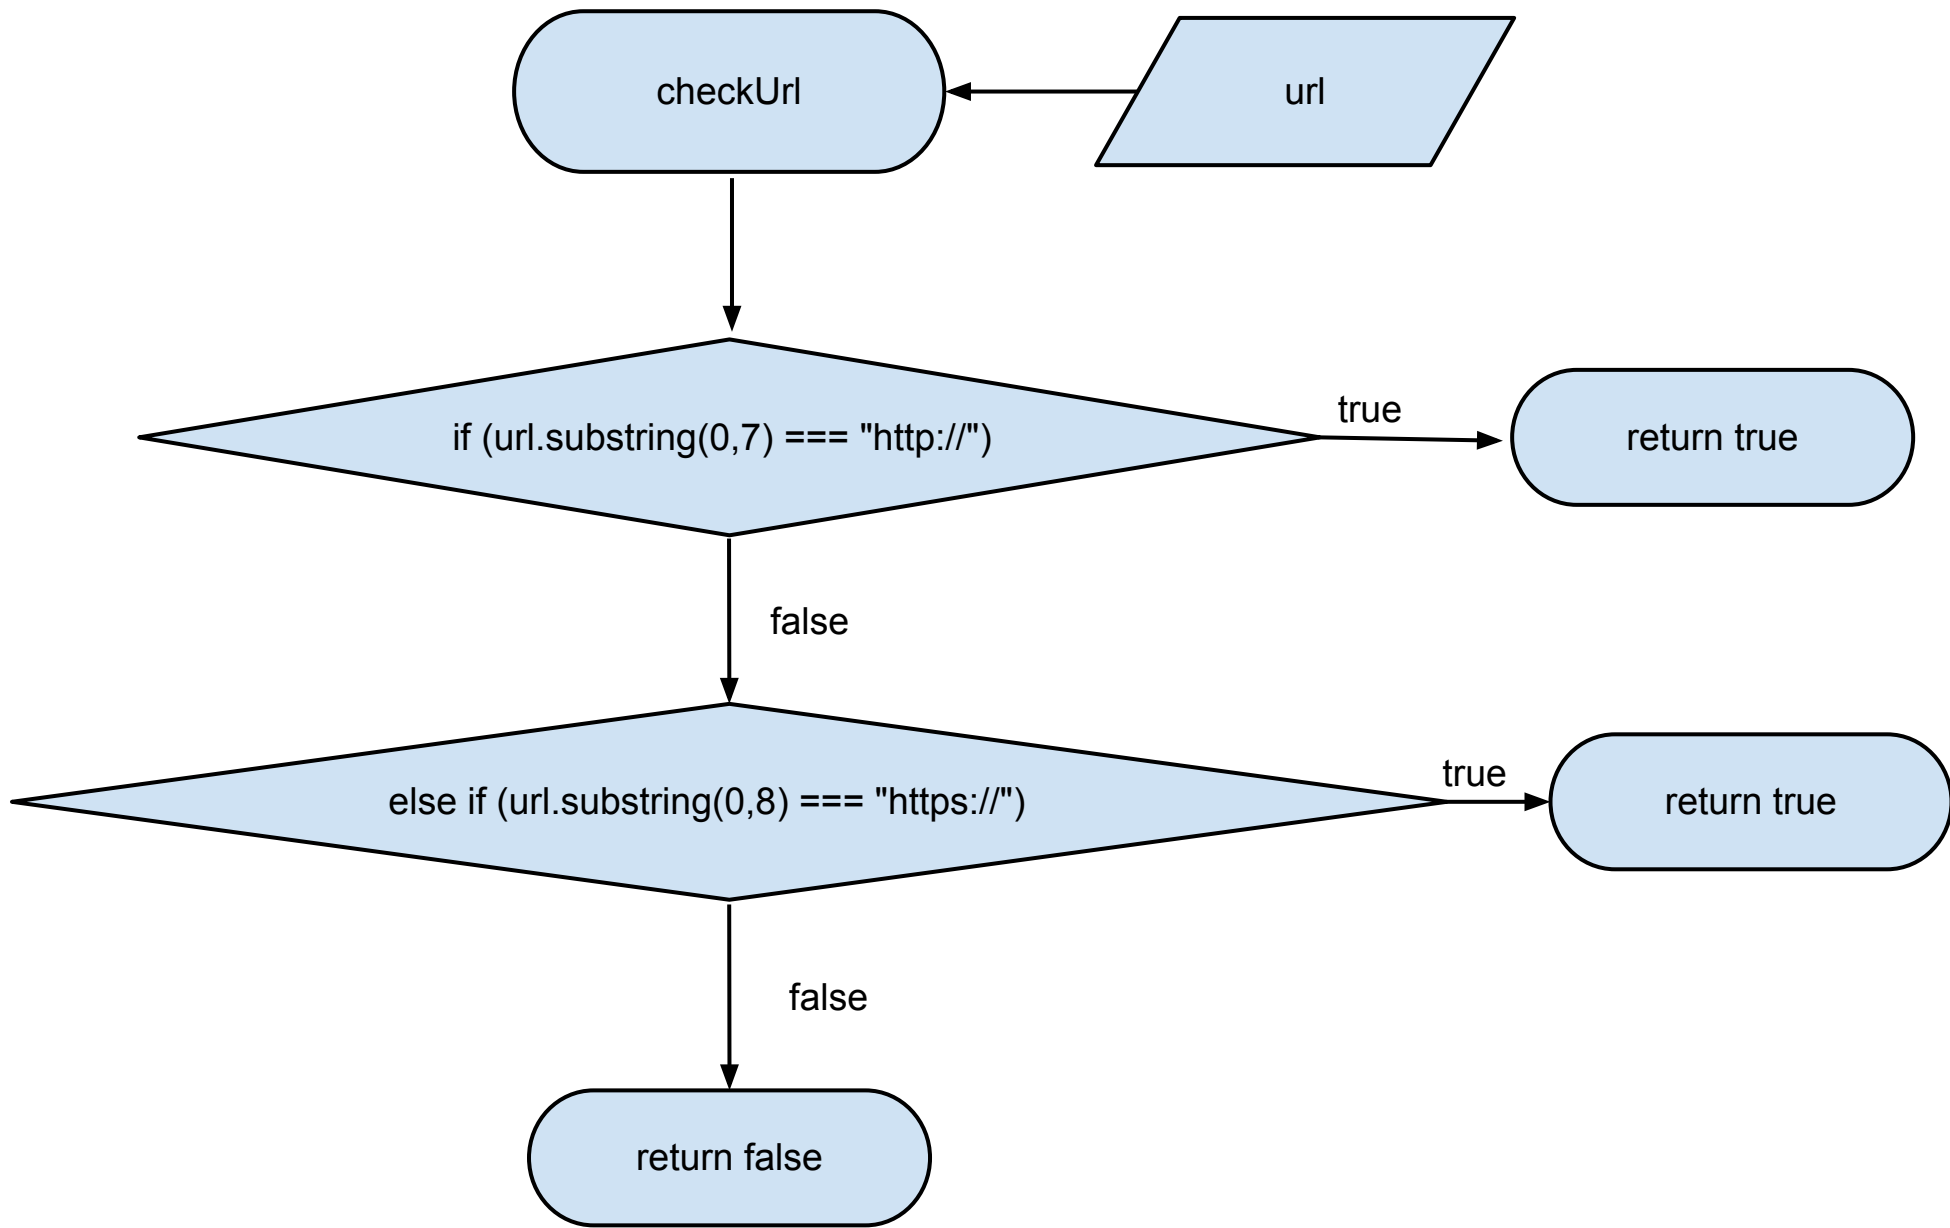 checkUrl
url
if (url.substring(0,7) === "http://")
true
return true
false
else if (url.substring(0,8) === "https://")
true
return true
false
return false